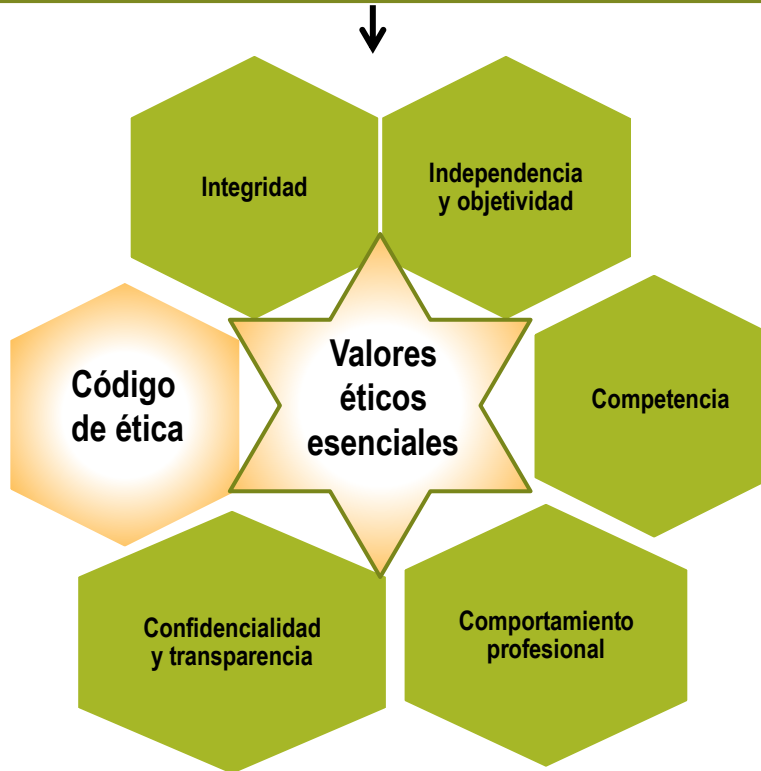 Integridad
Independencia
y objetividad
Código
de ética
Valores
éticos
esenciales
Competencia
Confidencialidad
y transparencia
Comportamiento
profesional